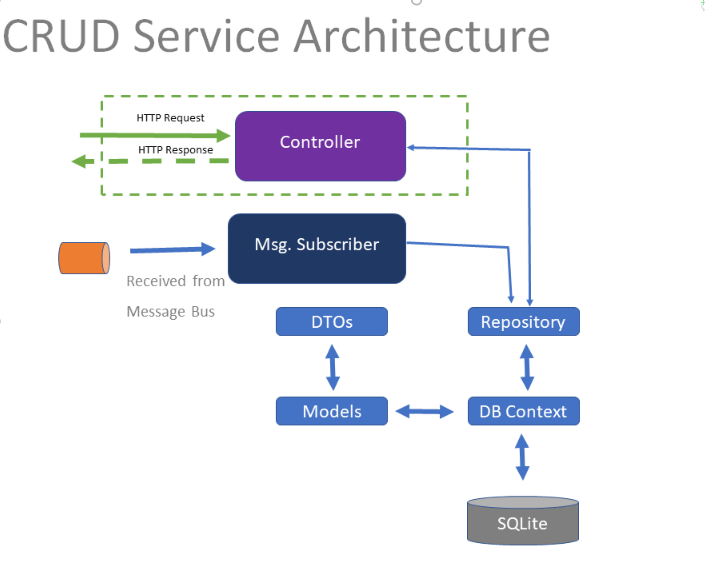 CRUD Service Architecture
HTTP Request
HTTP Response
Controller
Msg. Subscriber
Received from
Message Bus
DTOs
Repository
Models
DB Context
SQLite